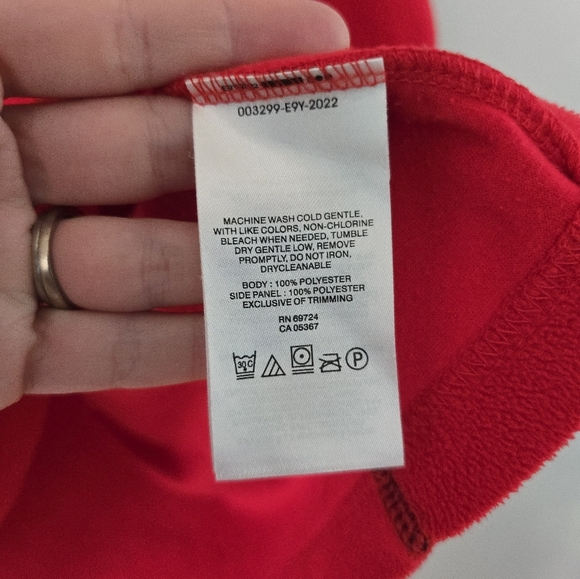 003299-E9Y-2022
MACHINE WASH COLD GENTLE,
WITH LIKE COLORS, NON-CHLORINE
BLEACH WHEN NEEDED, TUMBLE
DRY GENTLE LOW, REMOVE
PROMPTLY, DO NOT IRON,
DRYCLEANABLE
BODY : 100% POLYESTER
SIDE PANEL : 100% POLYESTER
EXCLUSIVE OF TRIMMING
RN 69724
CA 05367
30 C P